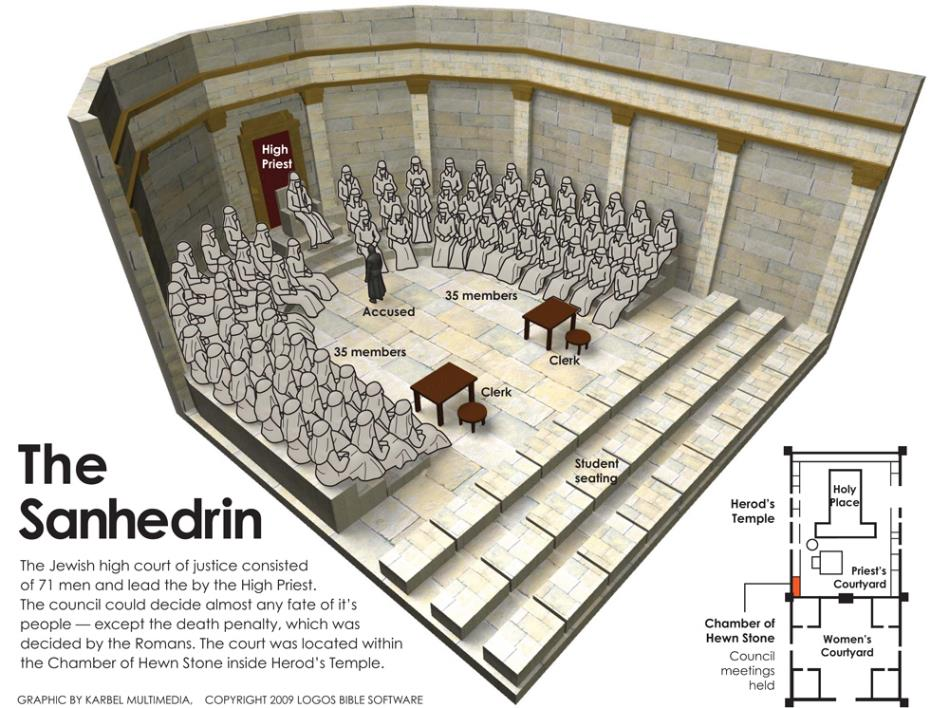 High
Priest
35 members
Accused
35 members
Clerk
Clerk
Student
seating
The
Sanhedrin
The Jewish high court of justice consisted
of 71 men and lead the by the High Priest.
The council could decide almost any fate of it's
people — except the death penalty, which was
decided by the Romans. The court was located within
the Chamber of Hewn Stone inside Herod's Temple.
GRAPHIC BY KARBEL MULTIMEDIA, COPYRIGHT 2009 LOGOS BIBLE SOFTWARE
Holy
Place
Herod's
Temple
Priest's
Courtyard
Chamber of
Hewn Stone
Council
meetings
held
Women's
Courtyard